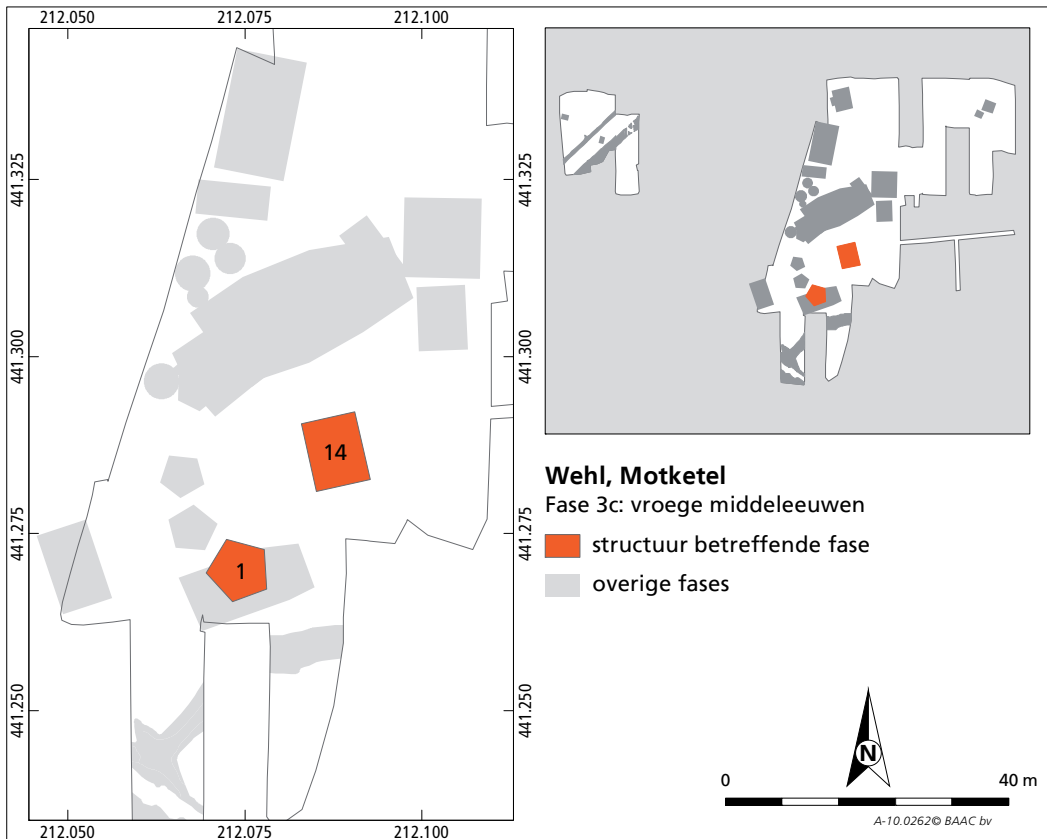 212.050 212.075 212.100
441.325
441.300
441.275
441.250
14
1
441.325
441.300
441.275
441.250
212.050 212.075 212.100
Wehl, Motketel
Fase 3c: vroege middeleeuwen
structuur betreffende fase
overige fases
N
0 40 m
A-10.0262© BAAC bv